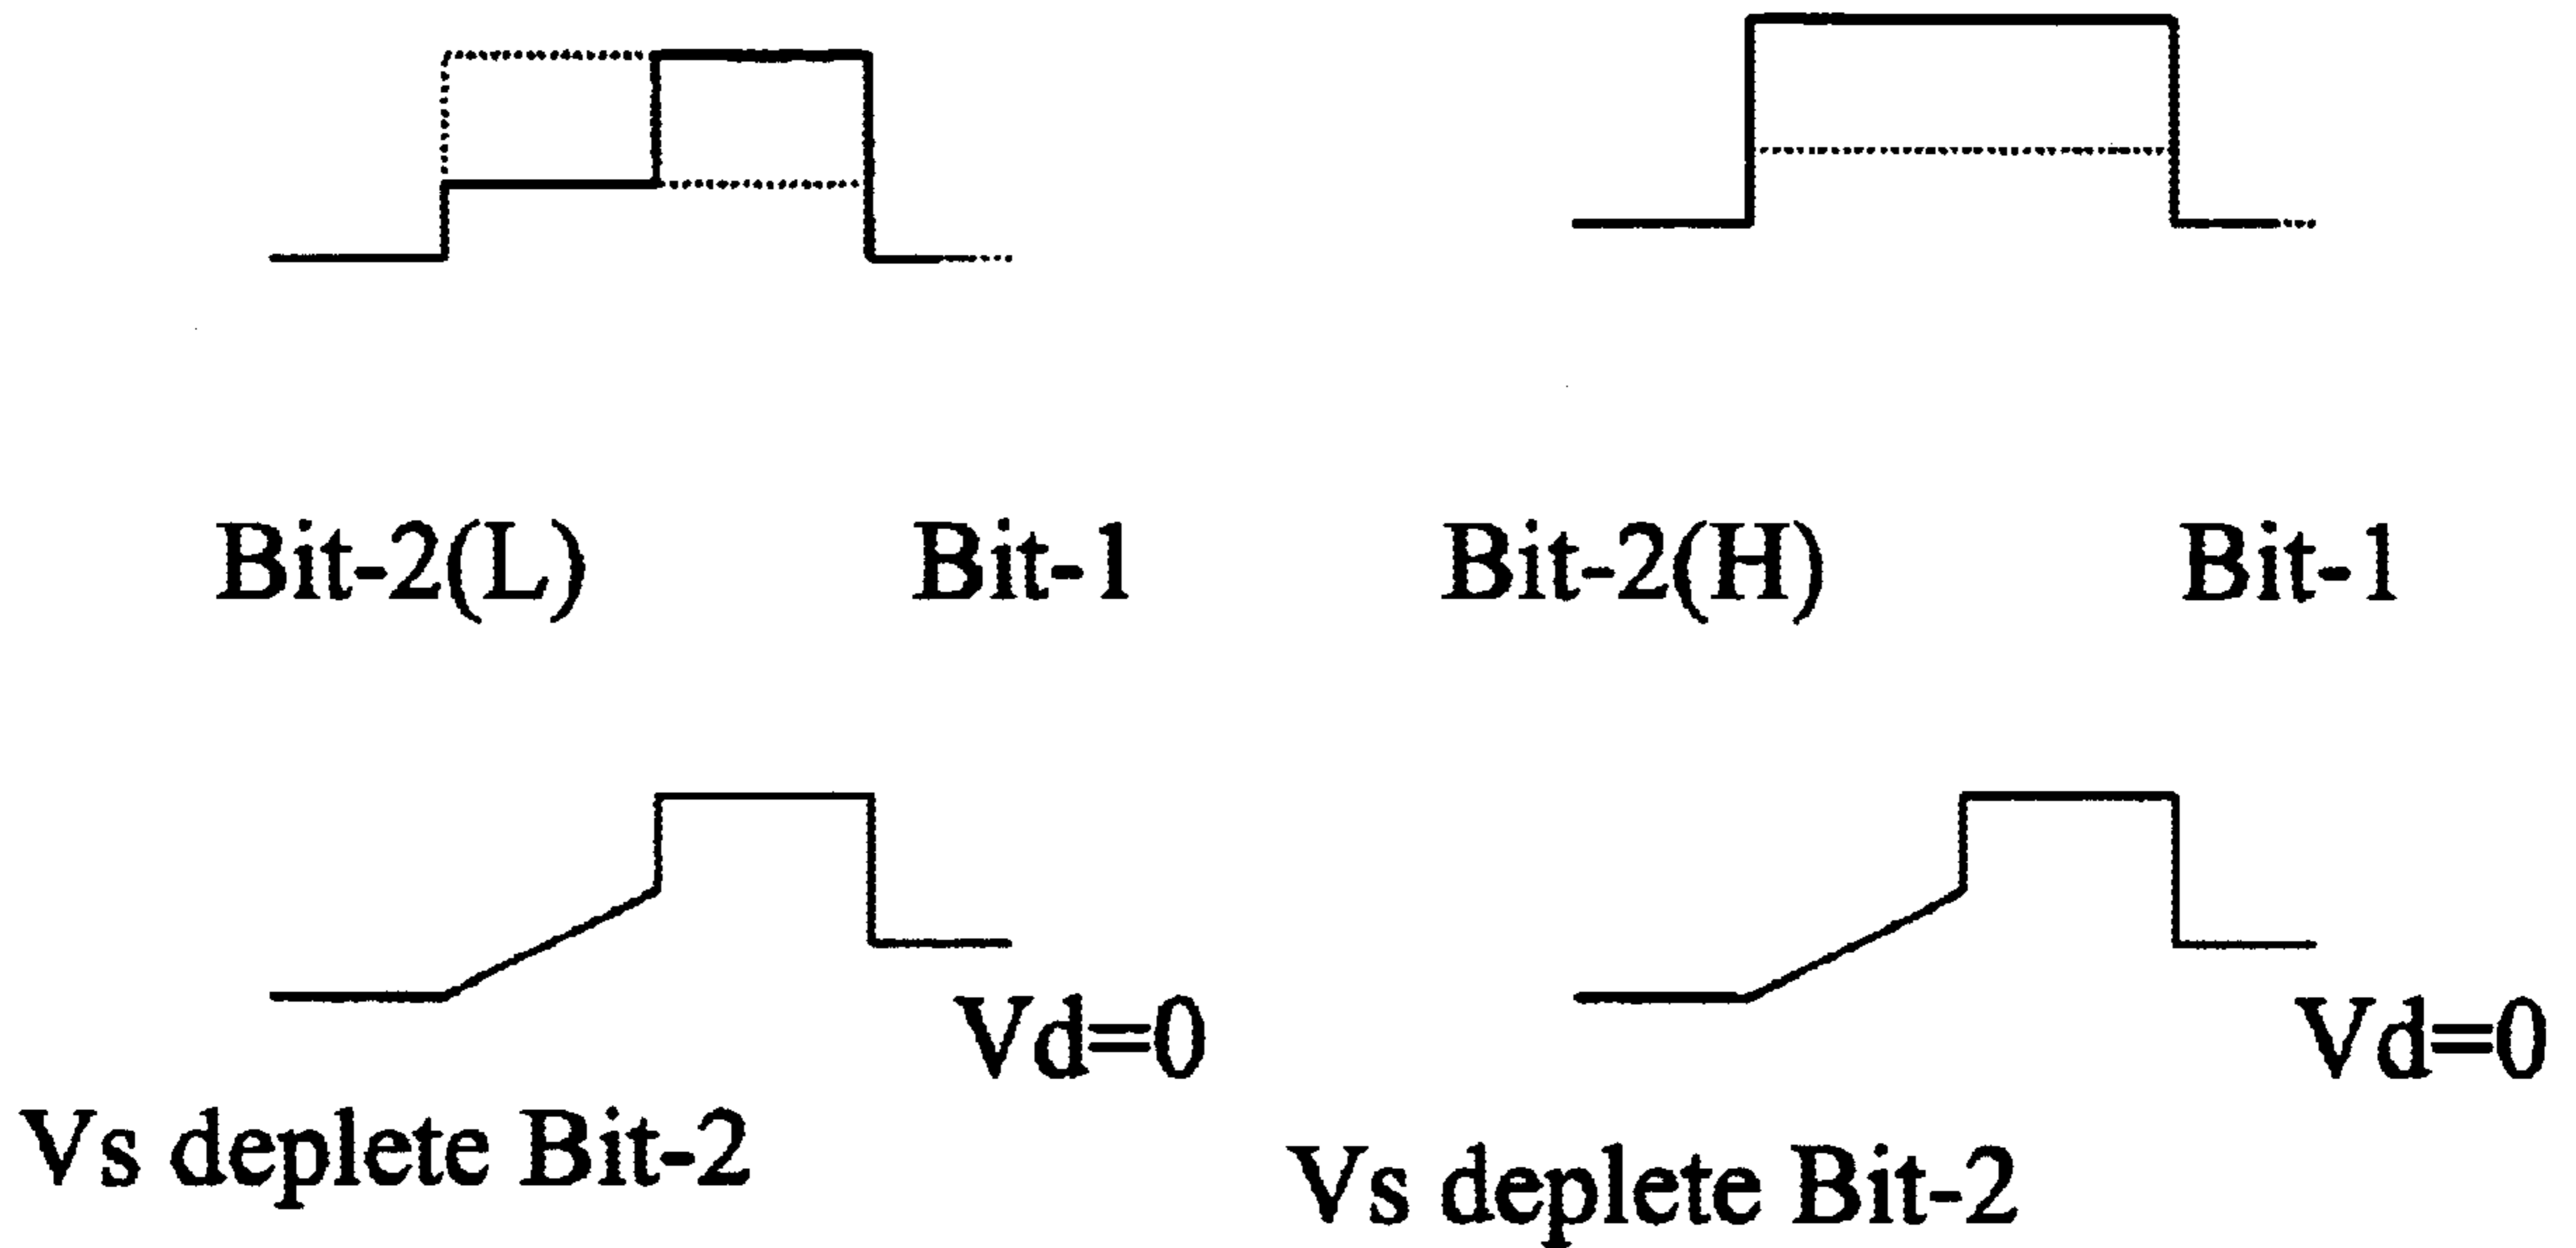 Bit-2(L) Bit-1 Bit-2(H) Bit-1
Vd=0 Vd=0
Vs deplete Bit-2 Vs deplete Bit-2